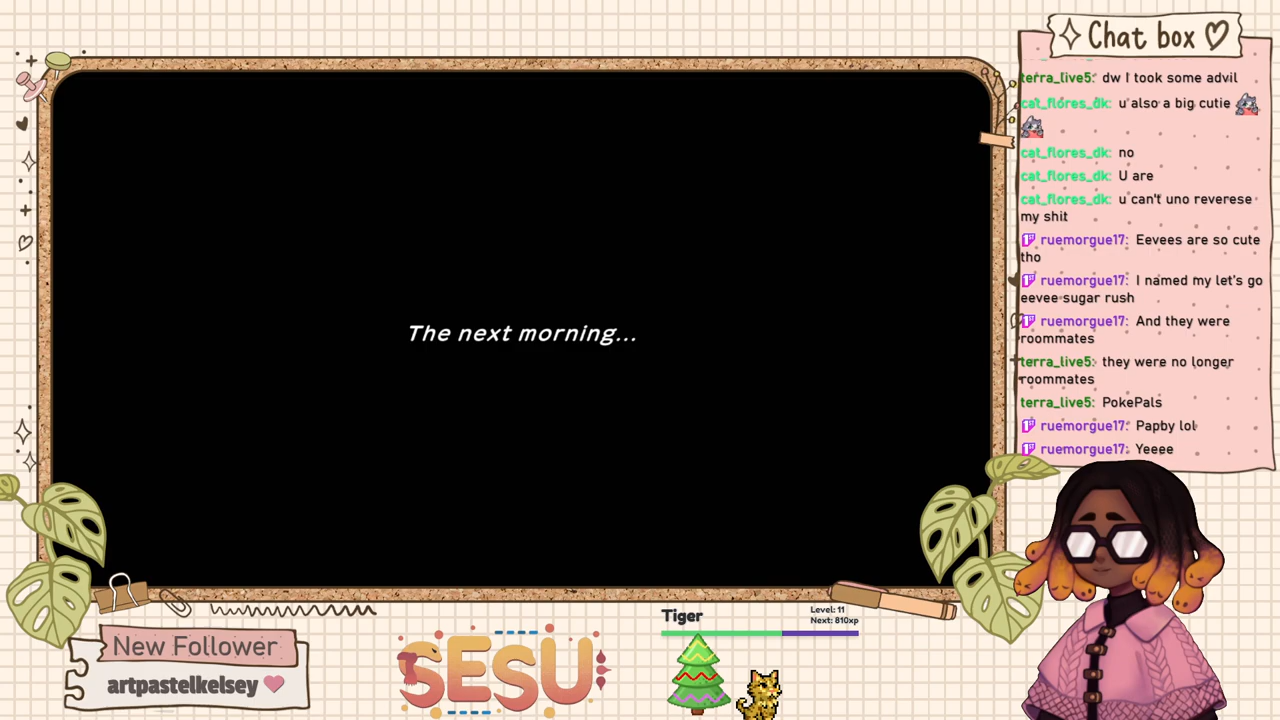 Chat box
terra_live5: dw I took some advil
cat_flores_dk: u also a big cutie
cat_flores_dk: no
cat_flores_dk: U are
cat_flores_dk: u can't uno reverese
my shit
ruemorgue17: Eevees are so cute
tho
ruemorgue17: I named my let's go
eevee sugar rush
ruemorgue17: And they were
roommates
terra_live5: they were no longer
roommates
terra_live5: PokePals
ruemorgue17: Papby lol
ruemorgue17: Yeeee
The next morning...
New Follower
artpastelkelsey
SESU
Tiger
Level: 11
Next: 810xp